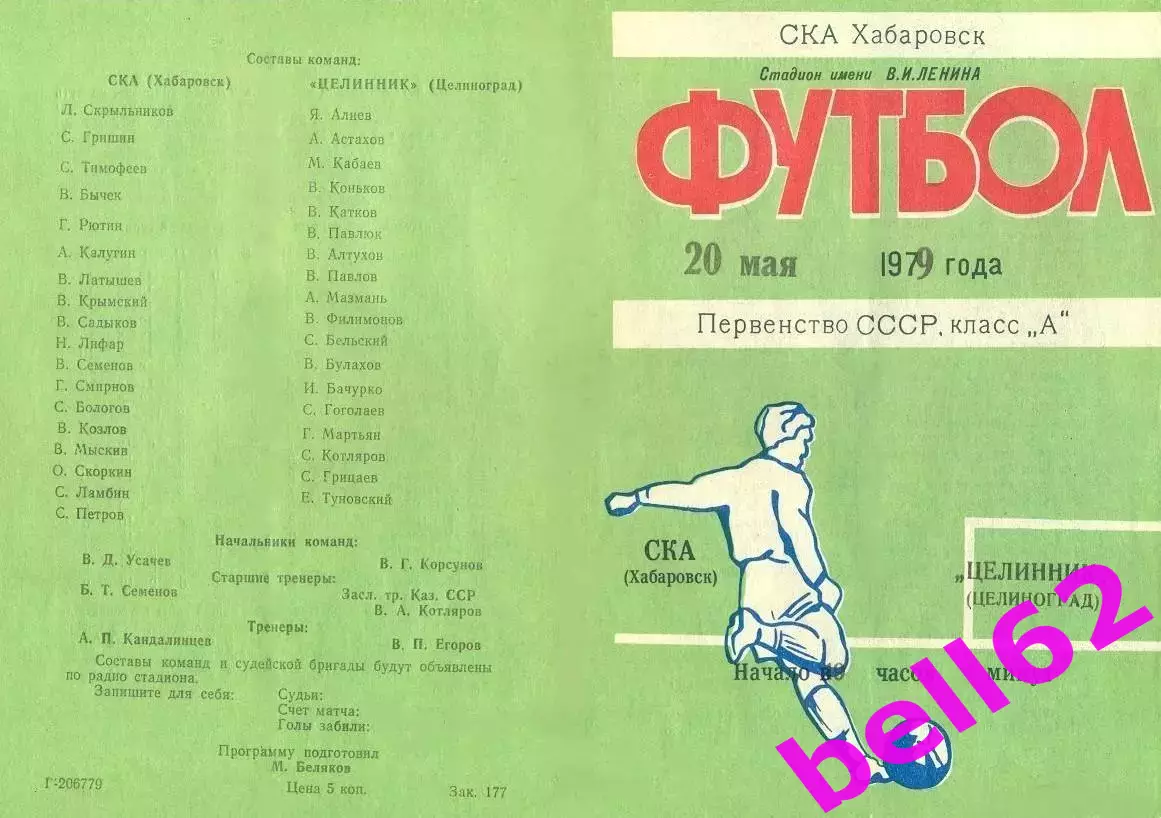 Составы команд:
СКА (Хабаровск)
Л. Скрыльников
С. Гришин
С. Тимофеев
В. Бычек
Г. Рютин
А. Калугин
В. Латышев
В. Крымский
В. Садыков
Н. Лифар
В. Семенов
Г. Смирнов
С. Бологов
В. Козлов
В. Мыскив
О. Скоркин
С. Ламбин
С. Петров
«ЦЕЛИННИК» (Целиноград)
Я. Алиев
А. Астахов
М. Кабаев
В. Коньков
В. Катков
В. Павлюк
В. Алтухов
В. Павлов
А. Мазмань
В. Филимонов
С. Бельский
В. Булахов
И. Бачурко
С. Гоголаев
Г. Мартьян
С. Котляров
С. Грицаев
Е. Туновский
Начальники команд:
В. Д. Усачев
В. Г. Корсунов
Старшие тренеры:
Б. Т. Семенов
Засл. тр. Каз. ССР
В. А. Котляров
Тренеры:
А. П. Кандалинцев
В. П. Егоров
Составы команд и судейской бригады будут объявлены
по радио стадиона.
Запишите для себя:
Судьи:
Счет матча:
Голы забили:
Программу подготовил
М. Беляков
Г-206779
Цена 5 коп.
Зак. 177
СКА Хабаровск
Стадион имени В.И.ЛЕНИНА
ФУТБОЛ
20 мая 1979 года
Первенство СССР, класс „А“
СКА
(Хабаровск)
„ЦЕЛИННИК
(ЦЕЛИНОГРАД)
Начало в часов
bell62